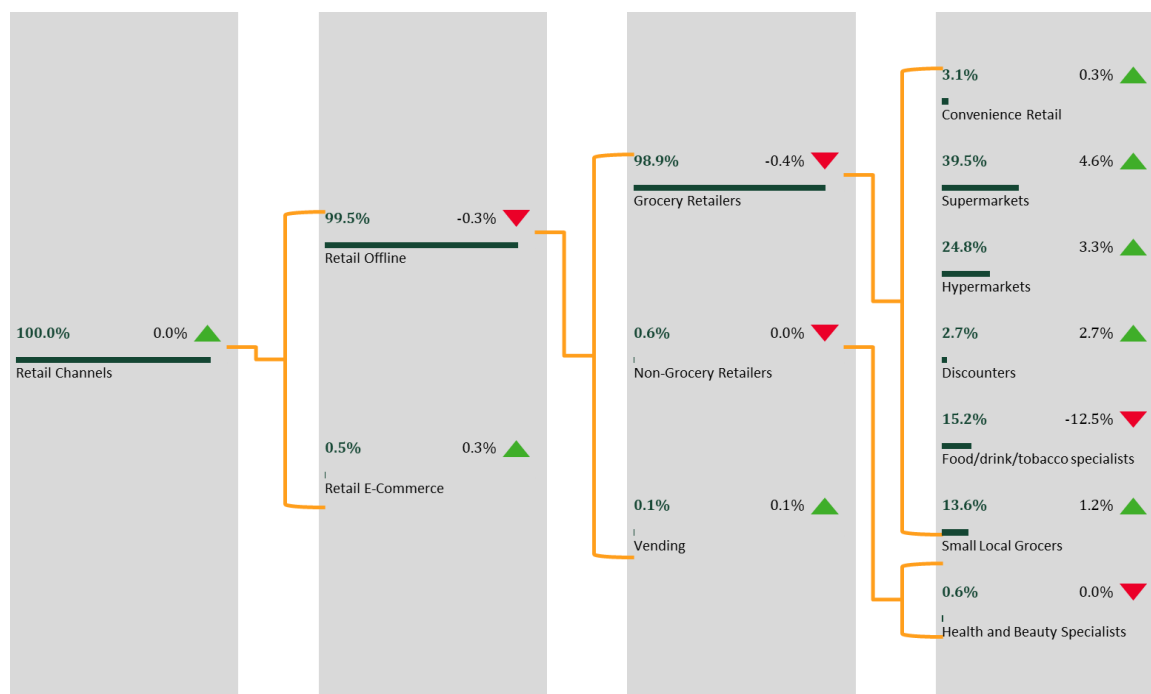 100.0% 0.0%
Retail Channels
99.5% -0.3%
Retail Offline
0.5% 0.3%
Retail E-Commerce
98.9% -0.4%
Grocery Retailers
0.6% 0.0%
Non-Grocery Retailers
0.1% 0.1%
Vending
3.1% 0.3%
Convenience Retail
39.5% 4.6%
Supermarkets
24.8% 3.3%
Hypermarkets
2.7% 2.7%
Discounters
15.2% -12.5%
Food/drink/tobacco specialists
13.6% 1.2%
Small Local Grocers
0.6% 0.0%
Health and Beauty Specialists